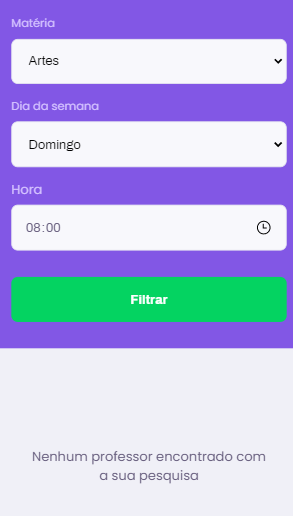 Matéria
Artes
Dia da semana
Domingo
Hora
08:00
Filtrar
Nenhum professor encontrado com
a sua pesquisa